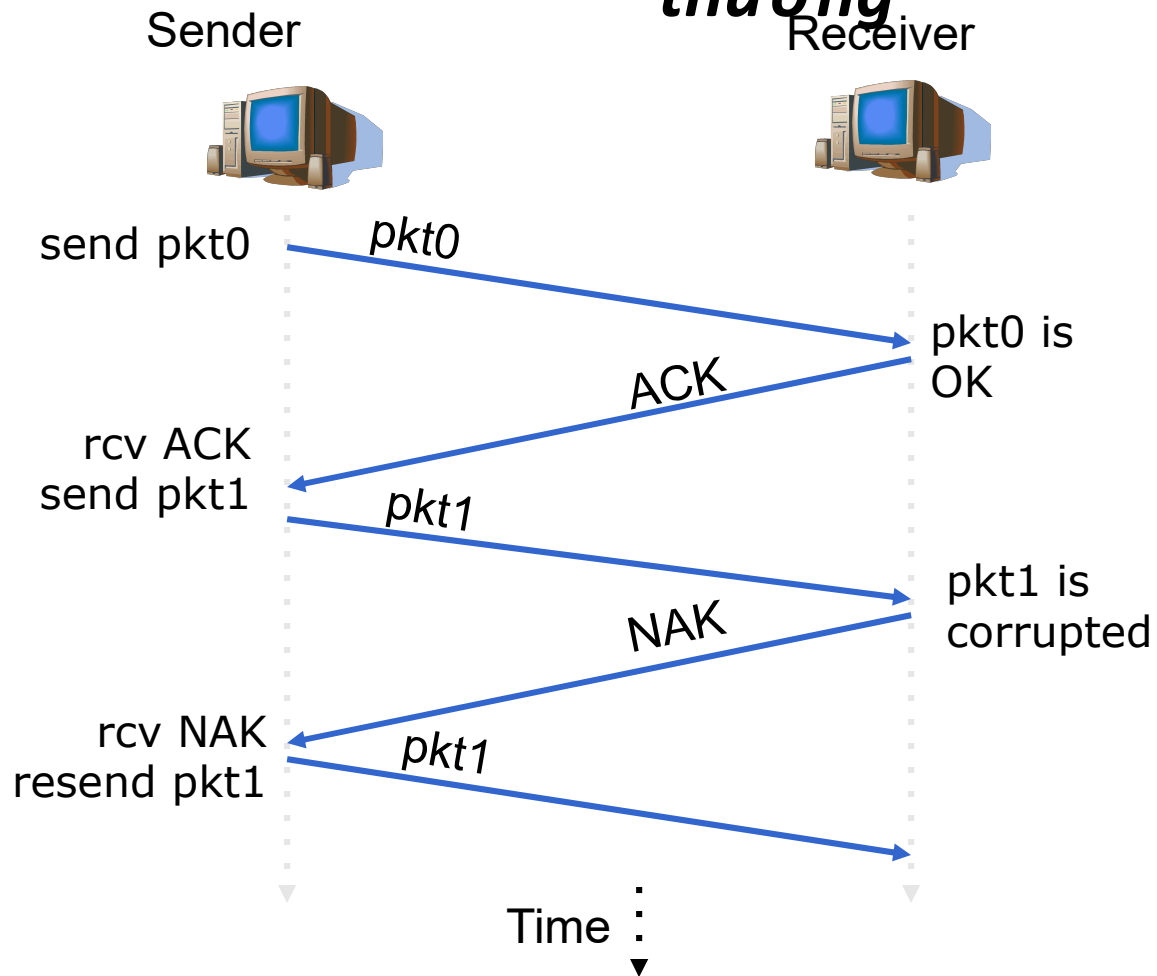 thường
Sender
Receiver
send pkt0
pkt0
pkt0 is
OK
ACK
rcv ACK
send pkt1
pkt1
pkt1 is
corrupted
NAK
rcv NAK
resend pkt1
pkt1
Time